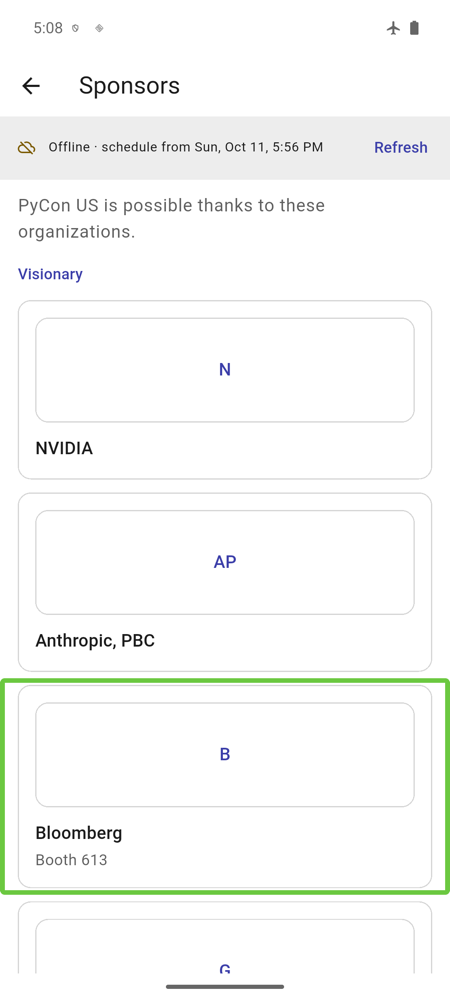 5:08
Sponsors
Offline · schedule from Sun, Oct 11, 5:56 PM
Refresh
PyCon US is possible thanks to these
organizations.
Visionary
N
NVIDIA
AP
Anthropic, PBC
B
Bloomberg
Booth 613
G